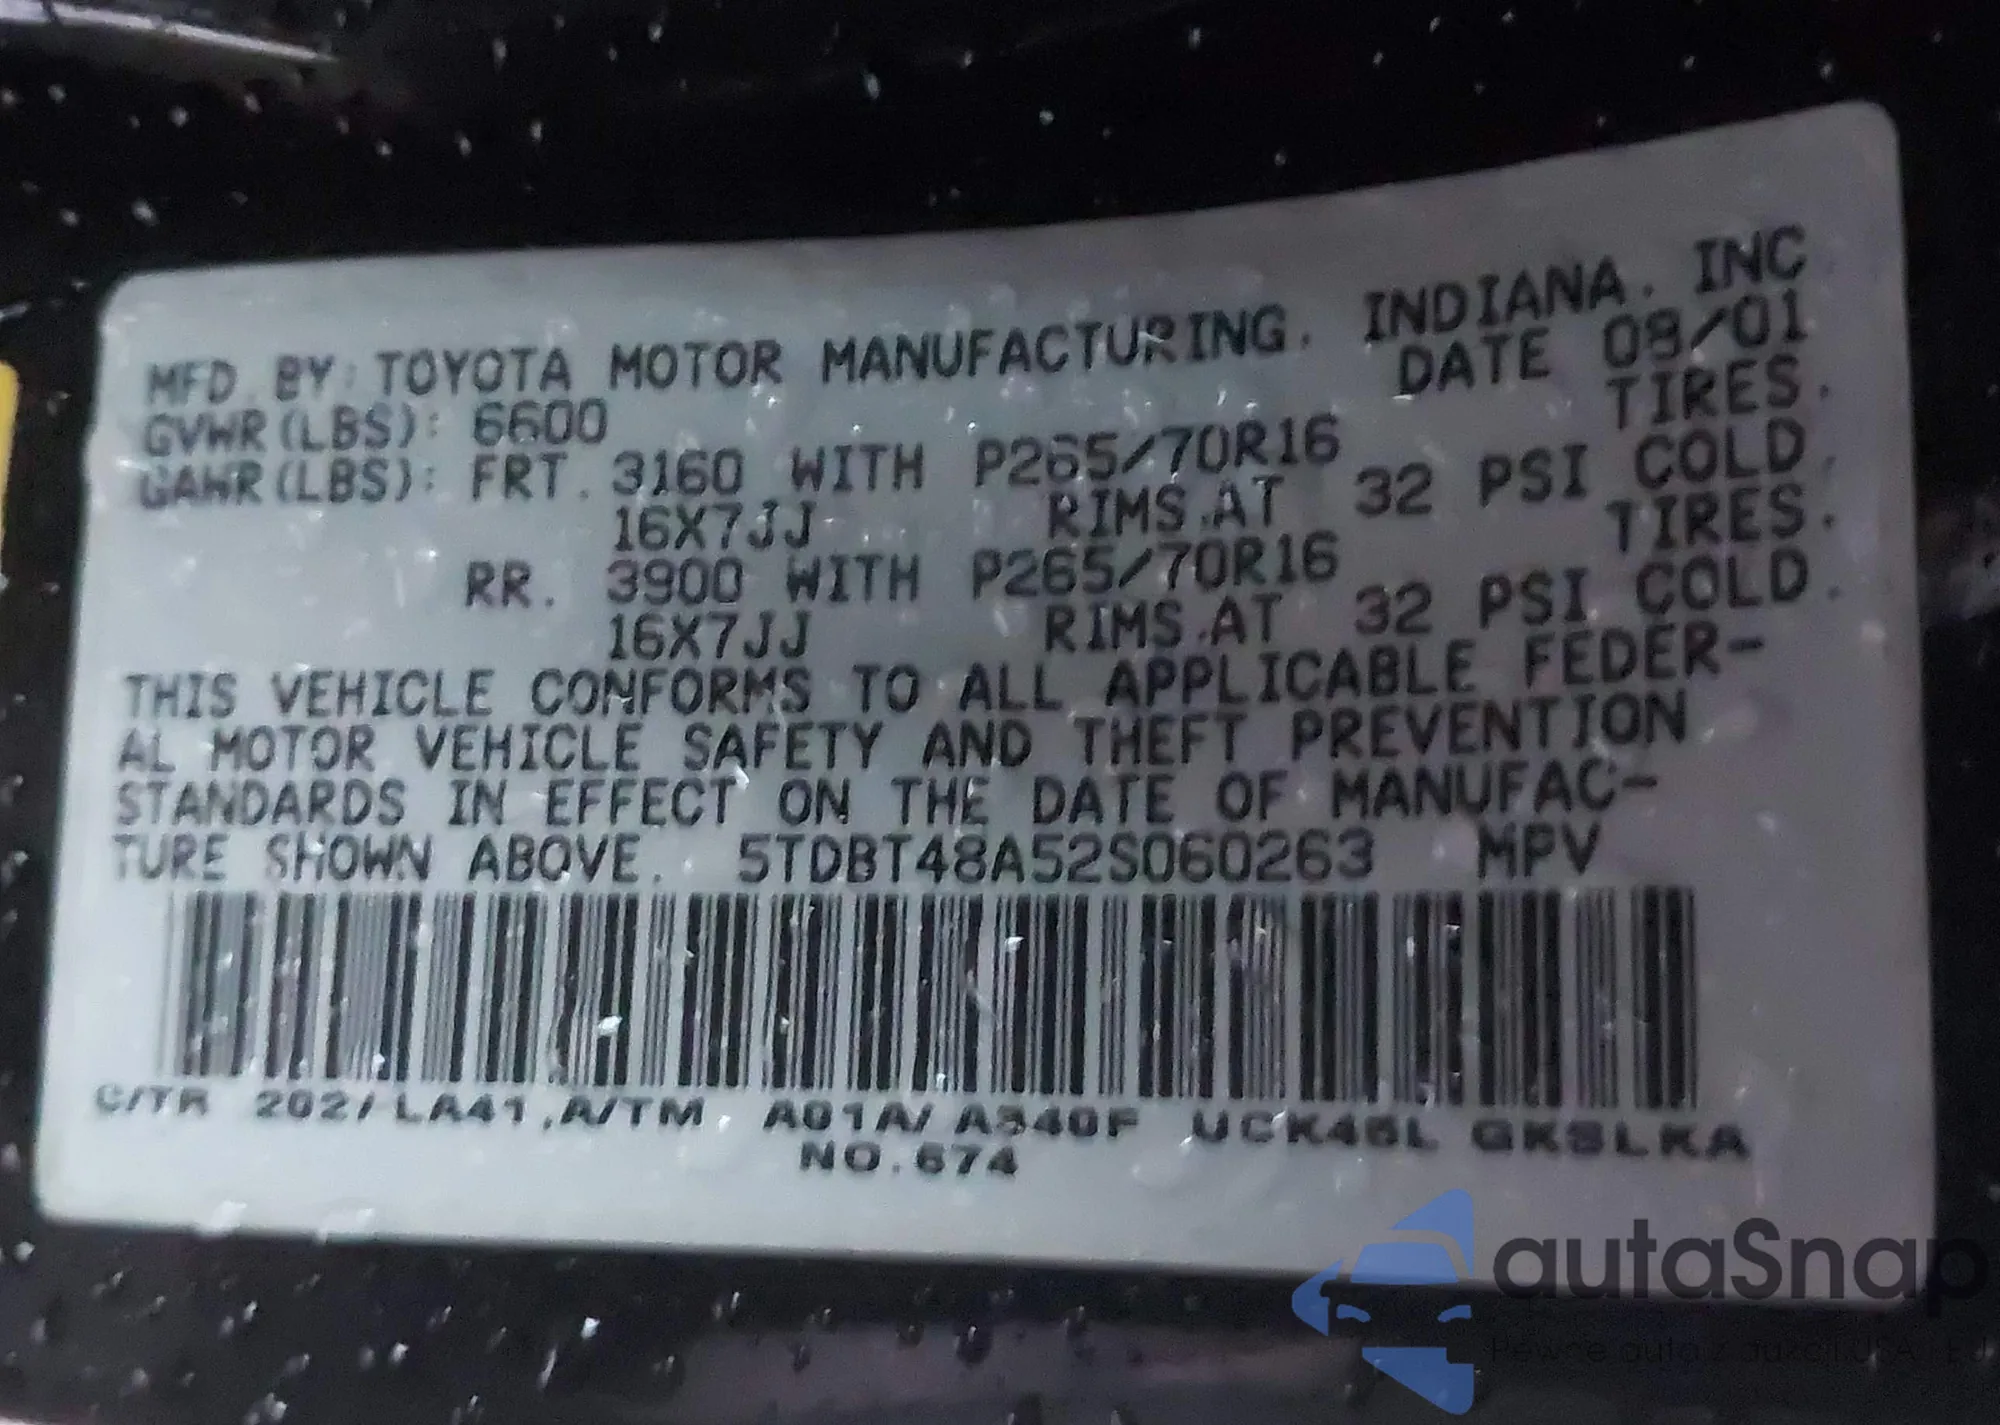 MFD. BY: TOYOTA MOTOR MANUFACTURING, INDIANA, INC
DATE 09/01
GVWR(LBS): 6600
TIRES,
GAWR(LBS): FRT. 3160 WITH P265/70R16
16X7JJ RIMS,AT 32 PSI COLD.
TIRES,
RR. 3900 WITH P265/70R16
16X7JJ RIMS,AT 32 PSI COLD.
THIS VEHICLE CONFORMS TO ALL APPLICABLE FEDER-
AL MOTOR VEHICLE SAFETY AND THEFT PREVENTION
STANDARDS IN EFFECT ON THE DATE OF MANUFAC-
TURE SHOWN ABOVE. 5TDBT48A52S060263 MPV
C/TR 202/LA41,A/TM A01A/A340F UCK45L GKSLKA
NO.674
autaSnap
Pewne auta z aukcji USA